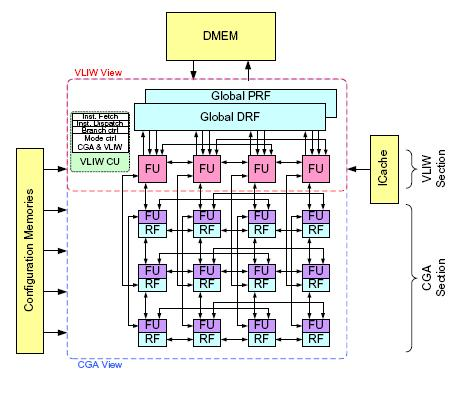 DMEM
VLIW View
Global PRF
Global DRF
Inst. Fetch
Inst. Dispatch
Branch ctrl
Mode ctrl
CGA & VLIW
VLIW CU
FU FU FU FU
ICache
VLIW
Section
Configuration Memories
FU FU FU FU
RF RF RF RF
FU FU FU FU
RF RF RF RF
FU FU FU FU
RF RF RF RF
CGA
Section
CGA View